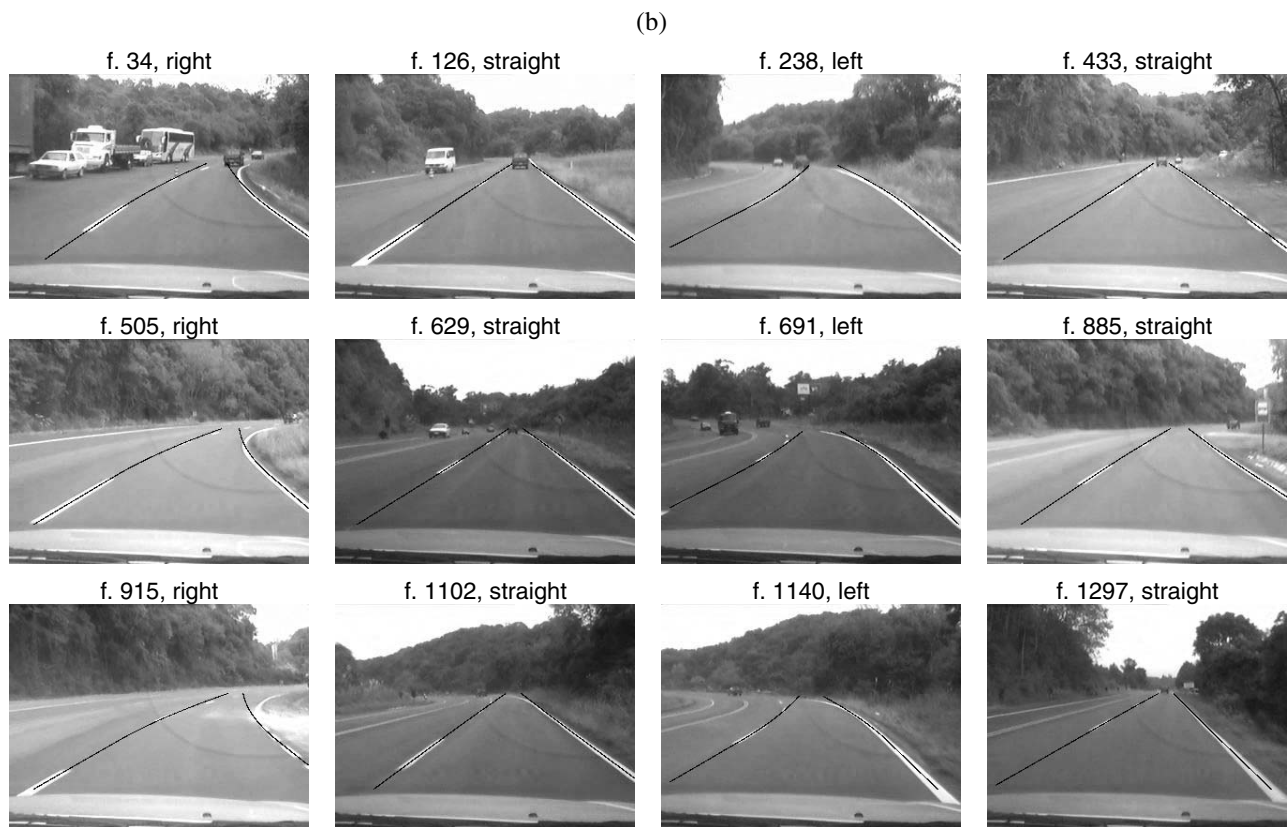 (b)
f. 34, right
f. 126, straight
f. 238, left
f. 433, straight
f. 505, right
f. 629, straight
f. 691, left
f. 885, straight
f. 915, right
f. 1102, straight
f. 1140, left
f. 1297, straight